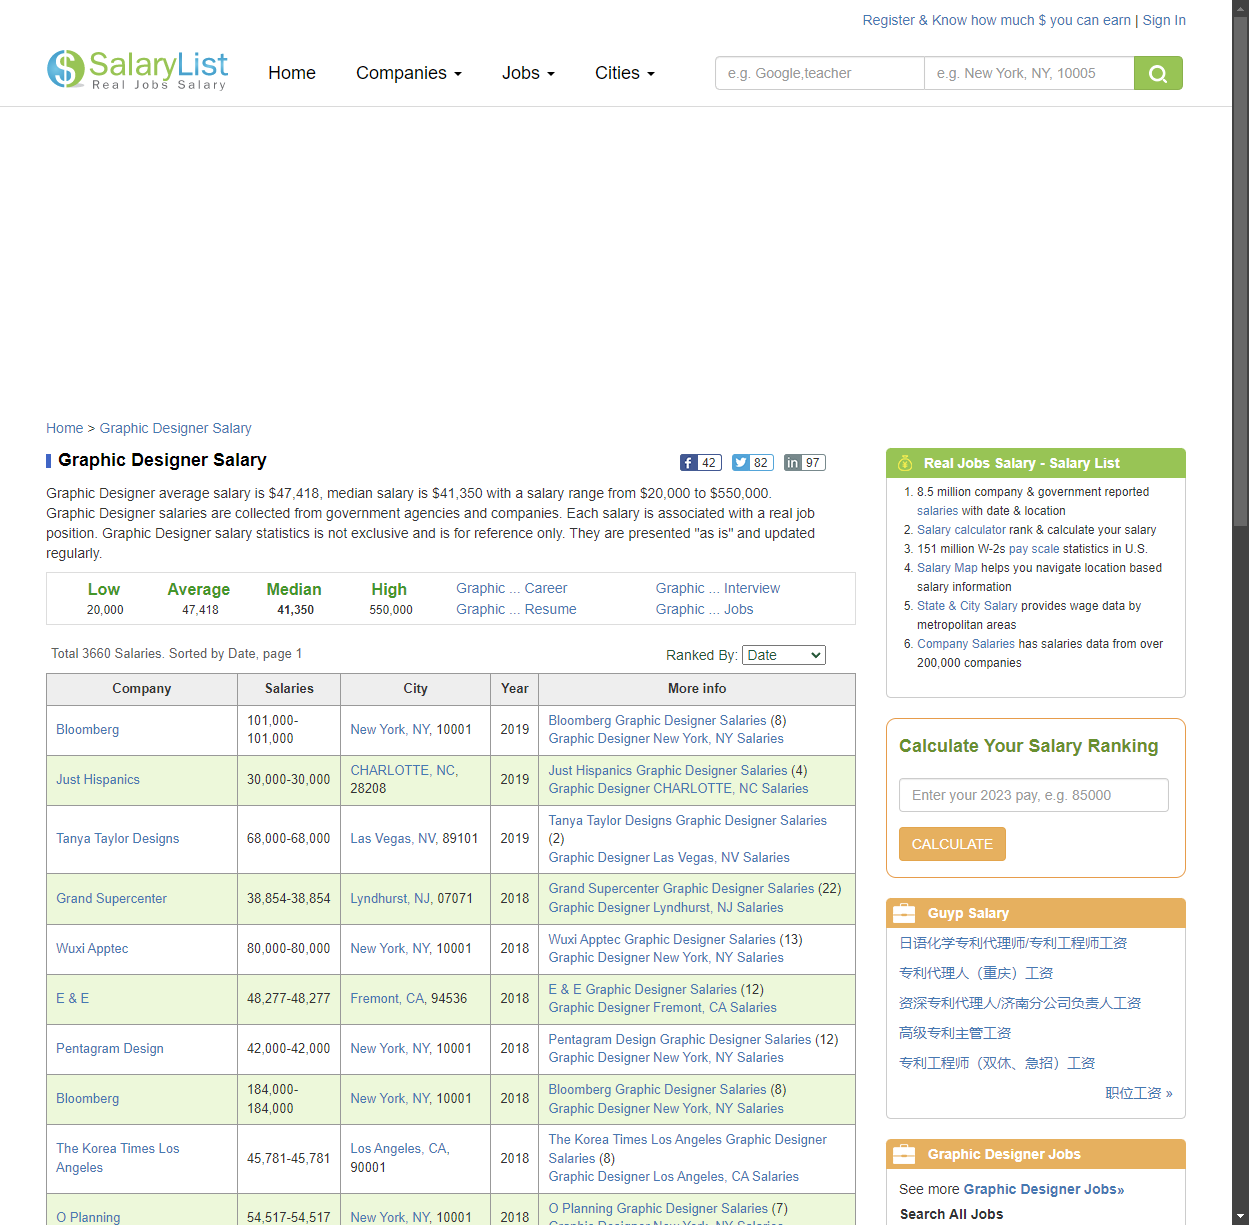 Register & Know how much $ you can earn | Sign In
SalaryList
Real Jobs Salary
Home
Companies
Jobs
Cities
e.g. Google,teacher
e.g. New York, NY, 10005
Home > Graphic Designer Salary
Graphic Designer Salary
42
82
97
Graphic Designer average salary is $47,418, median salary is $41,350 with a salary range from $20,000 to $550,000.
Graphic Designer salaries are collected from government agencies and companies. Each salary is associated with a real job
position. Graphic Designer salary statistics is not exclusive and is for reference only. They are presented "as is" and updated
regularly.
Low Average Median High
20,000 47,418 41,350 550,000
Graphic ... Career
Graphic ... Interview
Graphic ... Resume
Graphic ... Jobs
Total 3660 Salaries. Sorted by Date, page 1
Ranked By: Date
Company Salaries City Year More info
Bloomberg
101,000-
101,000
New York, NY, 10001
2019
Bloomberg Graphic Designer Salaries (8)
Graphic Designer New York, NY Salaries
Just Hispanics
30,000-30,000
CHARLOTTE, NC,
28208
2019
Just Hispanics Graphic Designer Salaries (4)
Graphic Designer CHARLOTTE, NC Salaries
Tanya Taylor Designs
68,000-68,000
Las Vegas, NV, 89101
2019
Tanya Taylor Designs Graphic Designer Salaries
(2)
Graphic Designer Las Vegas, NV Salaries
Grand Supercenter
38,854-38,854
Lyndhurst, NJ, 07071
2018
Grand Supercenter Graphic Designer Salaries (22)
Graphic Designer Lyndhurst, NJ Salaries
Wuxi Apptec
80,000-80,000
New York, NY, 10001
2018
Wuxi Apptec Graphic Designer Salaries (13)
Graphic Designer New York, NY Salaries
E & E
48,277-48,277
Fremont, CA, 94536
2018
E & E Graphic Designer Salaries (12)
Graphic Designer Fremont, CA Salaries
Pentagram Design
42,000-42,000
New York, NY, 10001
2018
Pentagram Design Graphic Designer Salaries (12)
Graphic Designer New York, NY Salaries
Bloomberg
184,000-
184,000
New York, NY, 10001
2018
Bloomberg Graphic Designer Salaries (8)
Graphic Designer New York, NY Salaries
The Korea Times Los
Angeles
45,781-45,781
Los Angeles, CA,
90001
2018
The Korea Times Los Angeles Graphic Designer
Salaries (8)
Graphic Designer Los Angeles, CA Salaries
O Planning
54,517-54,517
New York, NY, 10001
2018
O Planning Graphic Designer Salaries (7)
Graphic Designer New York, NY Salaries
Real Jobs Salary - Salary List
1. 8.5 million company & government reported
salaries with date & location
2. Salary calculator rank & calculate your salary
3. 151 million W-2s pay scale statistics in U.S.
4. Salary Map helps you navigate location based
salary information
5. State & City Salary provides wage data by
metropolitan areas
6. Company Salaries has salaries data from over
200,000 companies
Calculate Your Salary Ranking
Enter your 2023 pay, e.g. 85000
CALCULATE
Guyp Salary
日语化学专利代理师/专利工程师工资
专利代理人（重庆）工资
资深专利代理人/济南分公司负责人工资
高级专利主管工资
专利工程师（双休、急招）工资
职位工资 »
Graphic Designer Jobs
See more Graphic Designer Jobs»
Search All Jobs